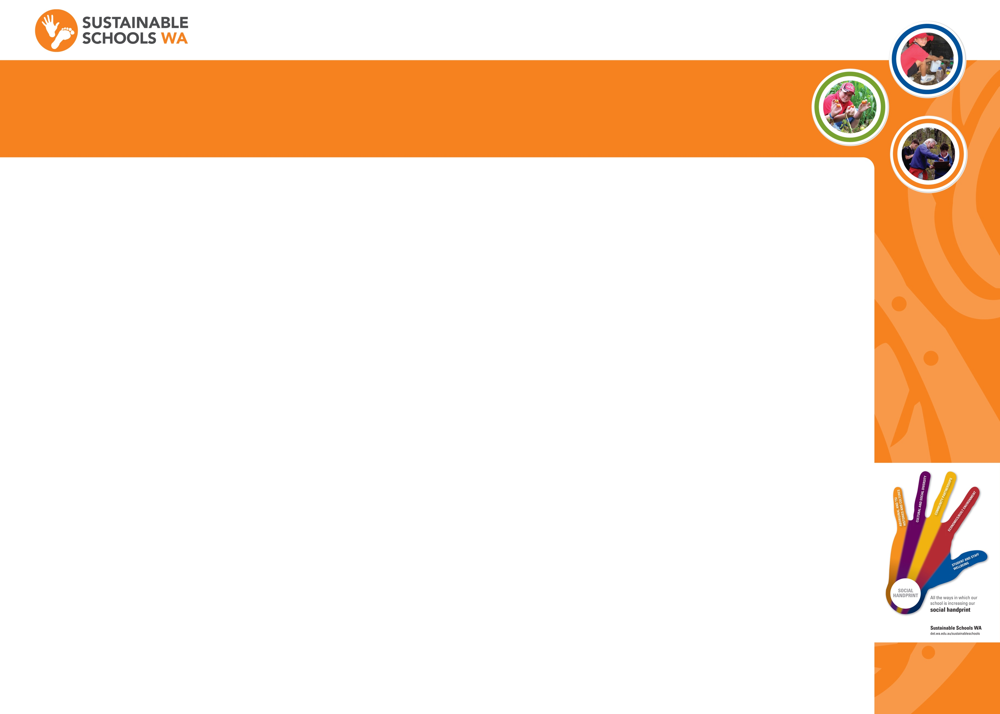 SUSTAINABLE
SCHOOLS WA
ABORIGINAL AND TSI
HISTORIES AND CULTURES
CULTURAL AND SOCIAL DIVERSITY
COMMUNITY PARTNERSHIPS
ECONOMICS/BUILT ENVIRONMENT
STUDENT AND STAFF
WELLBEING
SOCIAL
HANDPRINT
All the ways in which our
school is increasing our
social handprint
Sustainable Schools WA
det.wa.edu.au/sustainableschools